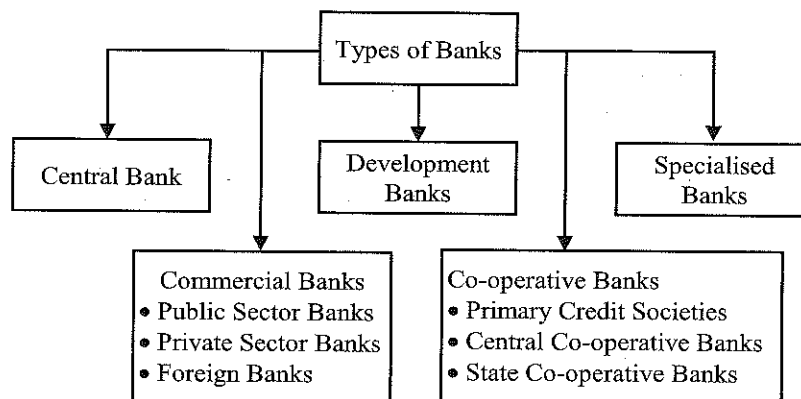 Types of Banks
Central Bank
Development
Banks
Specialised
Banks
Commercial Banks
• Public Sector Banks
• Private Sector Banks
• Foreign Banks
Co-operative Banks
• Primary Credit Societies
• Central Co-operative Banks
• State Co-operative Banks